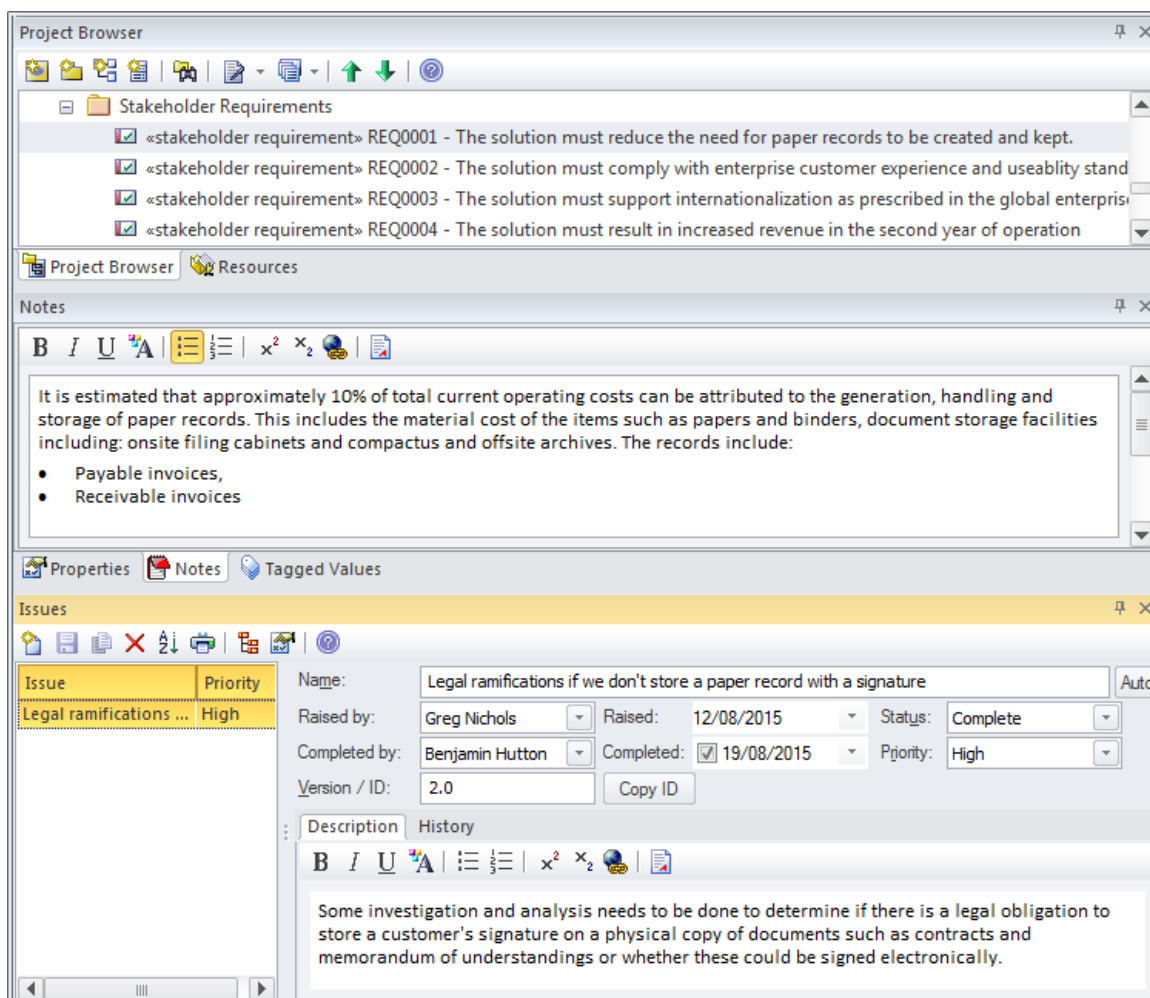 Project Browser
Stakeholder Requirements
«stakeholder requirement» REQ0001 - The solution must reduce the need for paper records to be created and kept.
«stakeholder requirement» REQ0002 - The solution must comply with enterprise customer experience and useablity stand
«stakeholder requirement» REQ0003 - The solution must support internationalization as prescribed in the global enterprise
«stakeholder requirement» REQ0004 - The solution must result in increased revenue in the second year of operation
Project Browser Resources
Notes
B I U A x² x₂
It is estimated that approximately 10% of total current operating costs can be attributed to the generation, handling and
storage of paper records. This includes the material cost of the items such as papers and binders, document storage facilities
including: onsite filing cabinets and compactus and offsite archives. The records include:
• Payable invoices,
• Receivable invoices
Properties Notes Tagged Values
Issues
Issue Priority
Legal ramifications ... High
Name: Legal ramifications if we don't store a paper record with a signature Auto
Raised by: Greg Nichols Raised: 12/08/2015 Status: Complete
Completed by: Benjamin Hutton Completed: 19/08/2015 Priority: High
Version / ID: 2.0 Copy ID
Description History
B I U A x² x₂
Some investigation and analysis needs to be done to determine if there is a legal obligation to
store a customer's signature on a physical copy of documents such as contracts and
memorandum of understandings or whether these could be signed electronically.